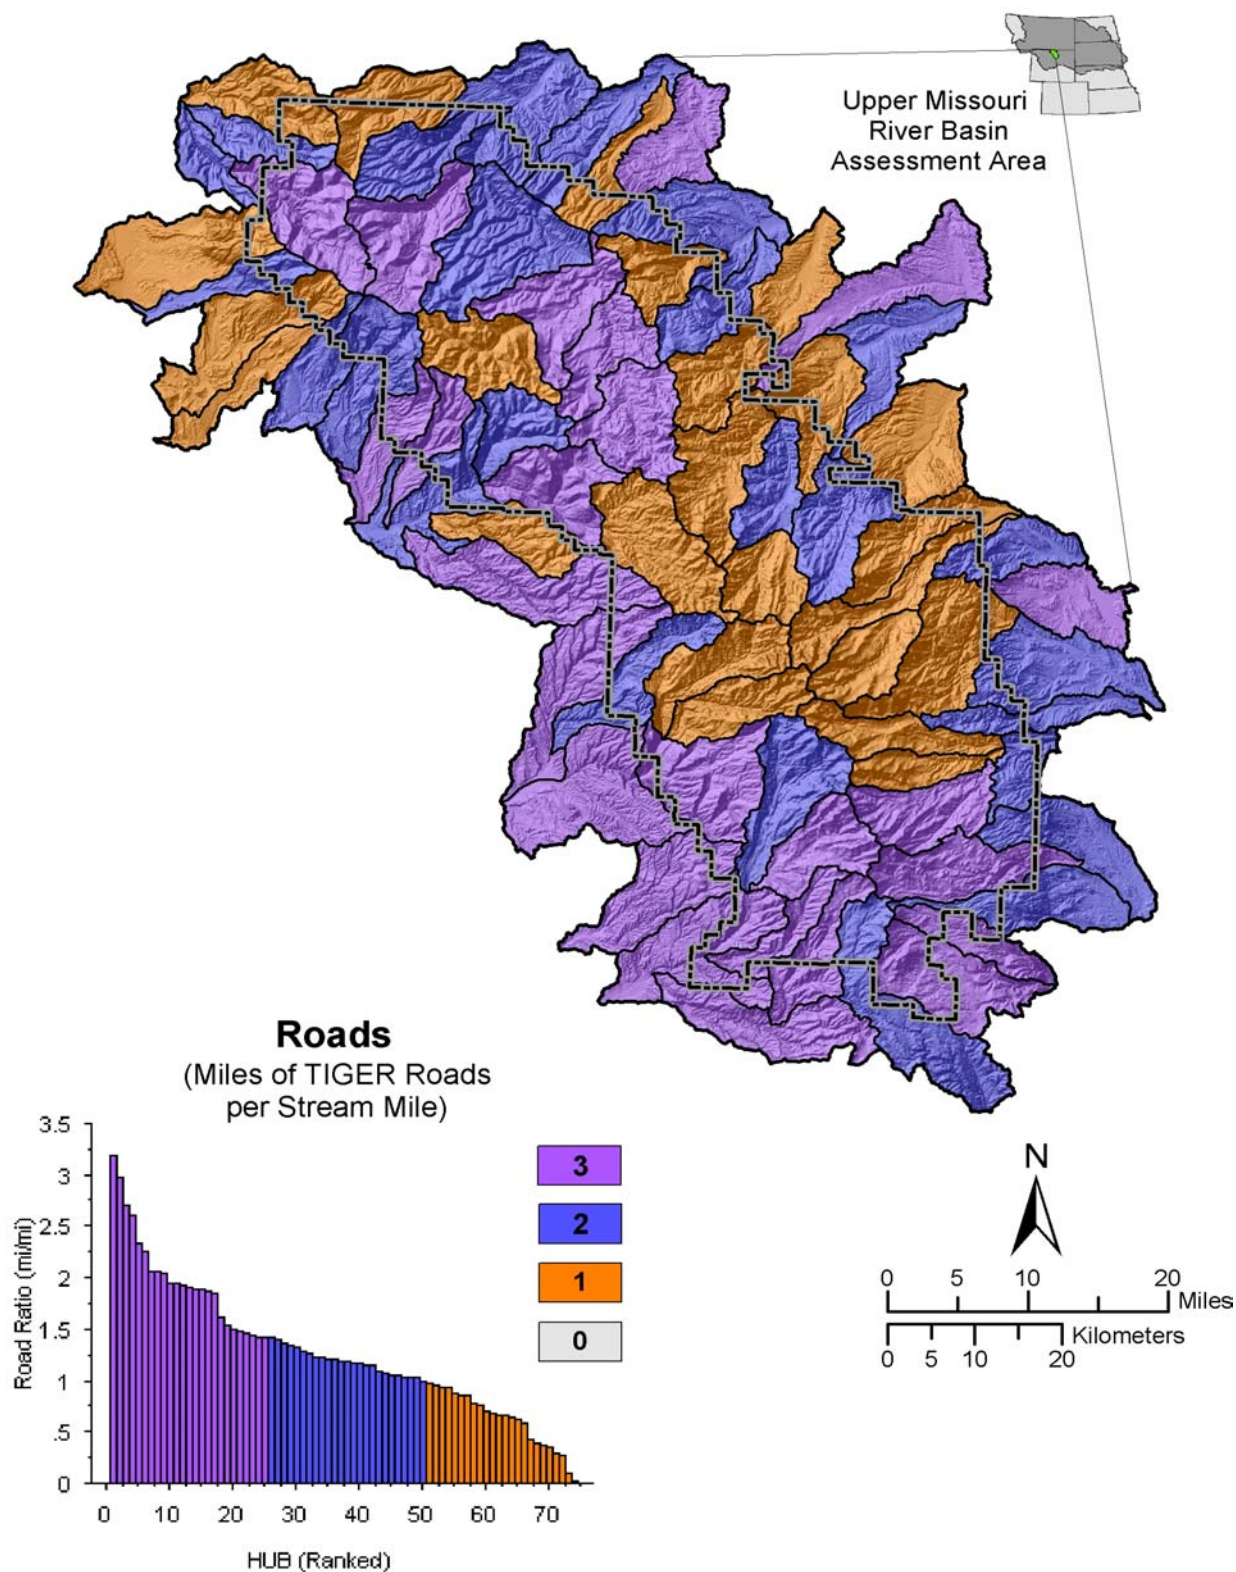 Upper Missouri
River Basin
Assessment Area
Roads
(Miles of TIGER Roads
per Stream Mile)
3.5
3
2.5
2
1.5
1
.5
0
Road Ratio (mi/mi)
0 10 20 30 40 50 60 70
HUB (Ranked)
3
2
1
0
N
0 5 10 20
Miles
Kilometers
0 5 10 20